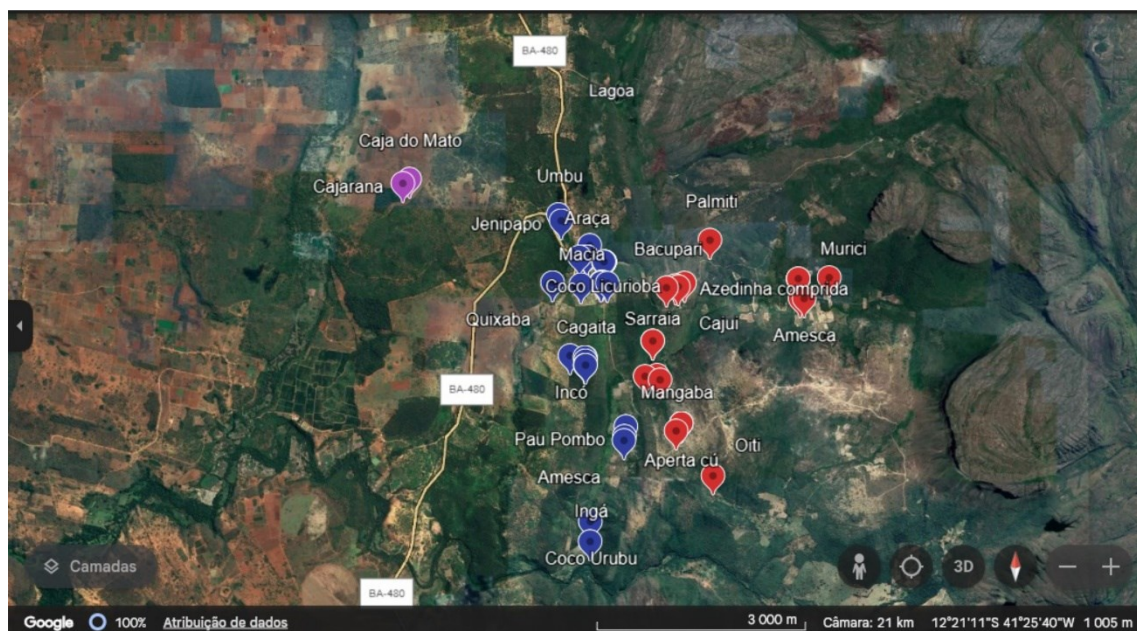 BA-480
Lagoa
Caja do Mato
Umbu
Cajarana
Palmiti
Jenipapo
Araça
Bacupari
Murici
Macia
Coco Licurioba
Azedinha comprida
Quixaba
Cagaita
Sarraia
Cajui
Amesca
BA-480
Inco
Mangaba
Pau Pombo
Oiti
Aperta cú
Amesca
Ingá
Coco Urubu
Camadas
3D
BA-480
Google
100%
Atribuição de dados
3 000 m
Câmara: 21 km
12°21'11"S 41°25'40"W
1 005 m